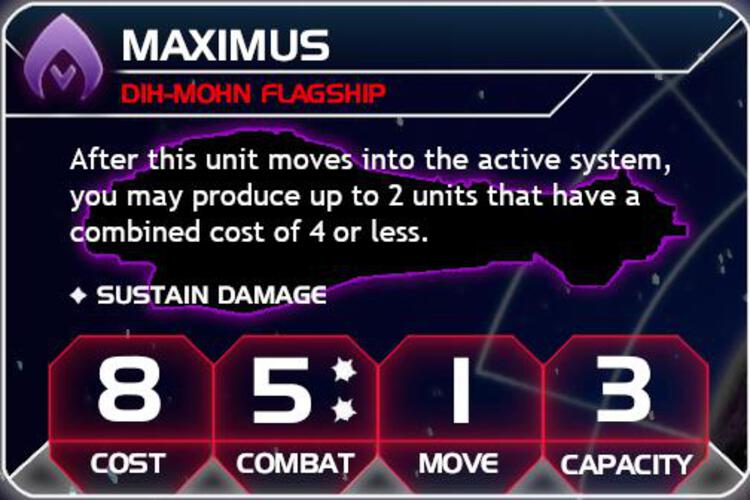 MAXIMUS
DIH-MOHN FLAGSHIP
After this unit moves into the active system,
you may produce up to 2 units that have a
combined cost of 4 or less.
SUSTAIN DAMAGE
8 5 1 3
COST COMBAT MOVE CAPACITY